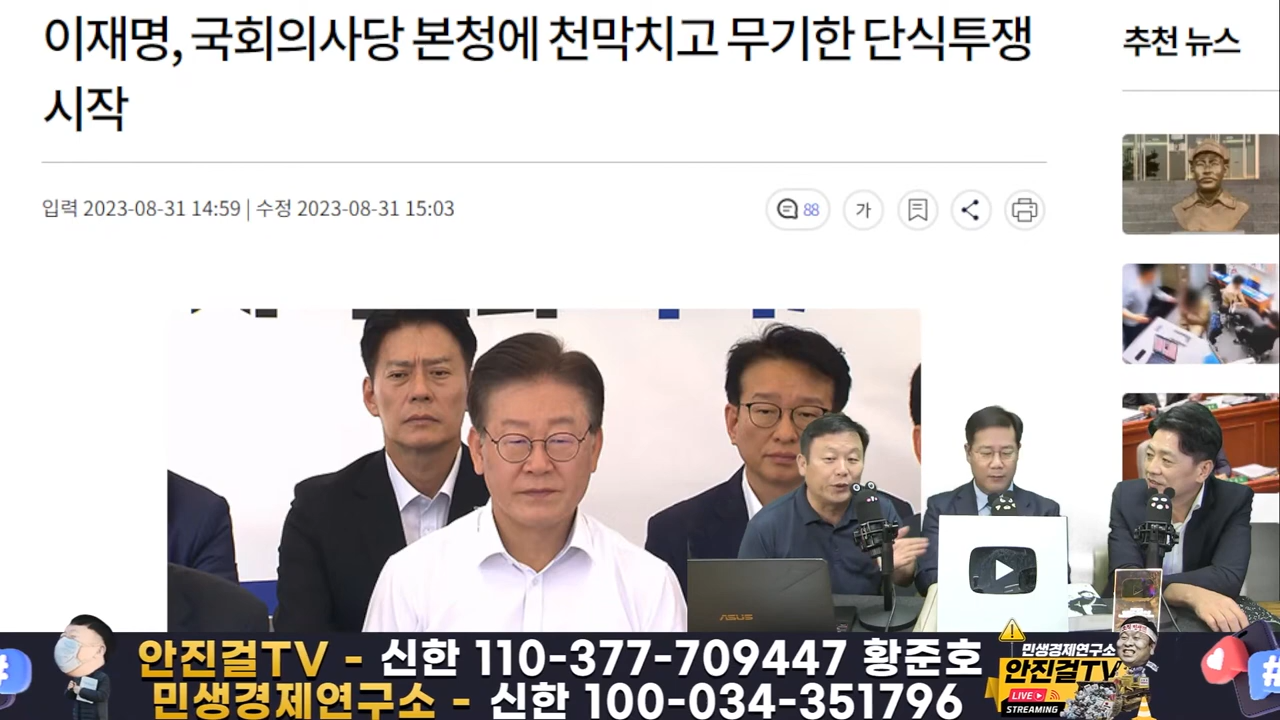 이재명, 국회의사당 본청에 천막치고 무기한 단식투쟁
시작
추천 뉴스
입력 2023-08-31 14:59 | 수정 2023-08-31 15:03
88
가
ASUS
안진걸TV - 신한 110-377-709447 황준호
민생경제연구소 - 신한 100-034-351796
민생경제연구소
안진걸TV
LIVE
STREAMING
#
#